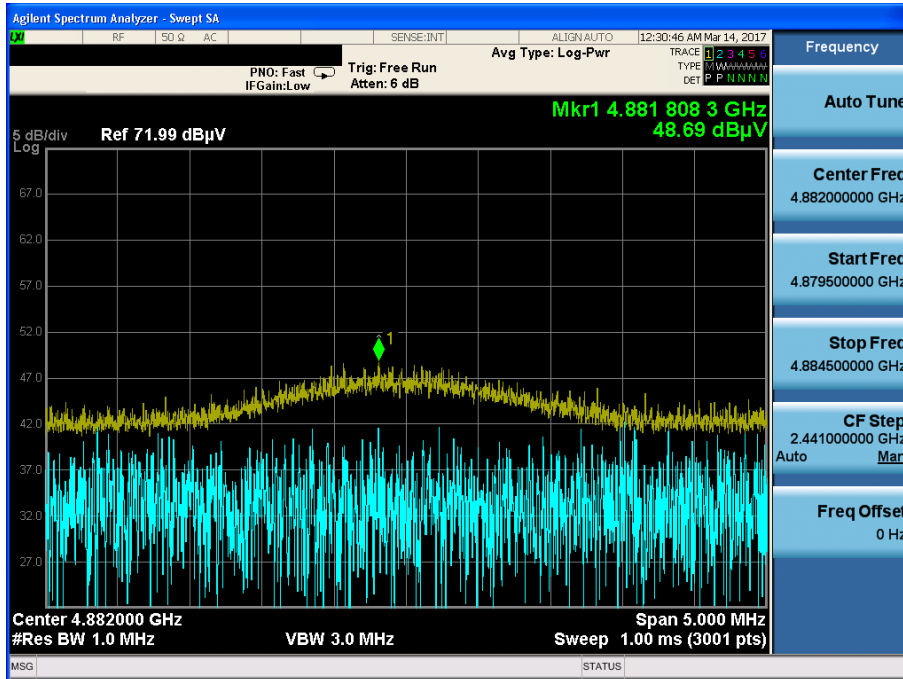 Agilent Spectrum Analyzer - Swept SA
LXI RF 50 Ω AC SENSE:INT ALIGN AUTO 12:30:46 AM Mar 14, 2017
Frequency
PNO: Fast Trig: Free Run Avg Type: Log-Pwr TRACE 1 2 3 4 5 6
IFGain:Low Atten: 6 dB TYPE M WWWWW
DET P P N N N N
Auto Tune
Mkr1 4.881 808 3 GHz
48.69 dBµV
5 dB/div Ref 71.99 dBµV
Log
Center Freq
4.882000000 GHz
67.0
62.0
Start Freq
4.879500000 GHz
57.0
52.0
1
Stop Freq
4.884500000 GHz
47.0
42.0
CF Step
2.441000000 GHz
Auto Man
37.0
32.0
Freq Offset
0 Hz
27.0
Center 4.882000 GHz Span 5.000 MHz
#Res BW 1.0 MHz VBW 3.0 MHz Sweep 1.00 ms (3001 pts)
MSG STATUS